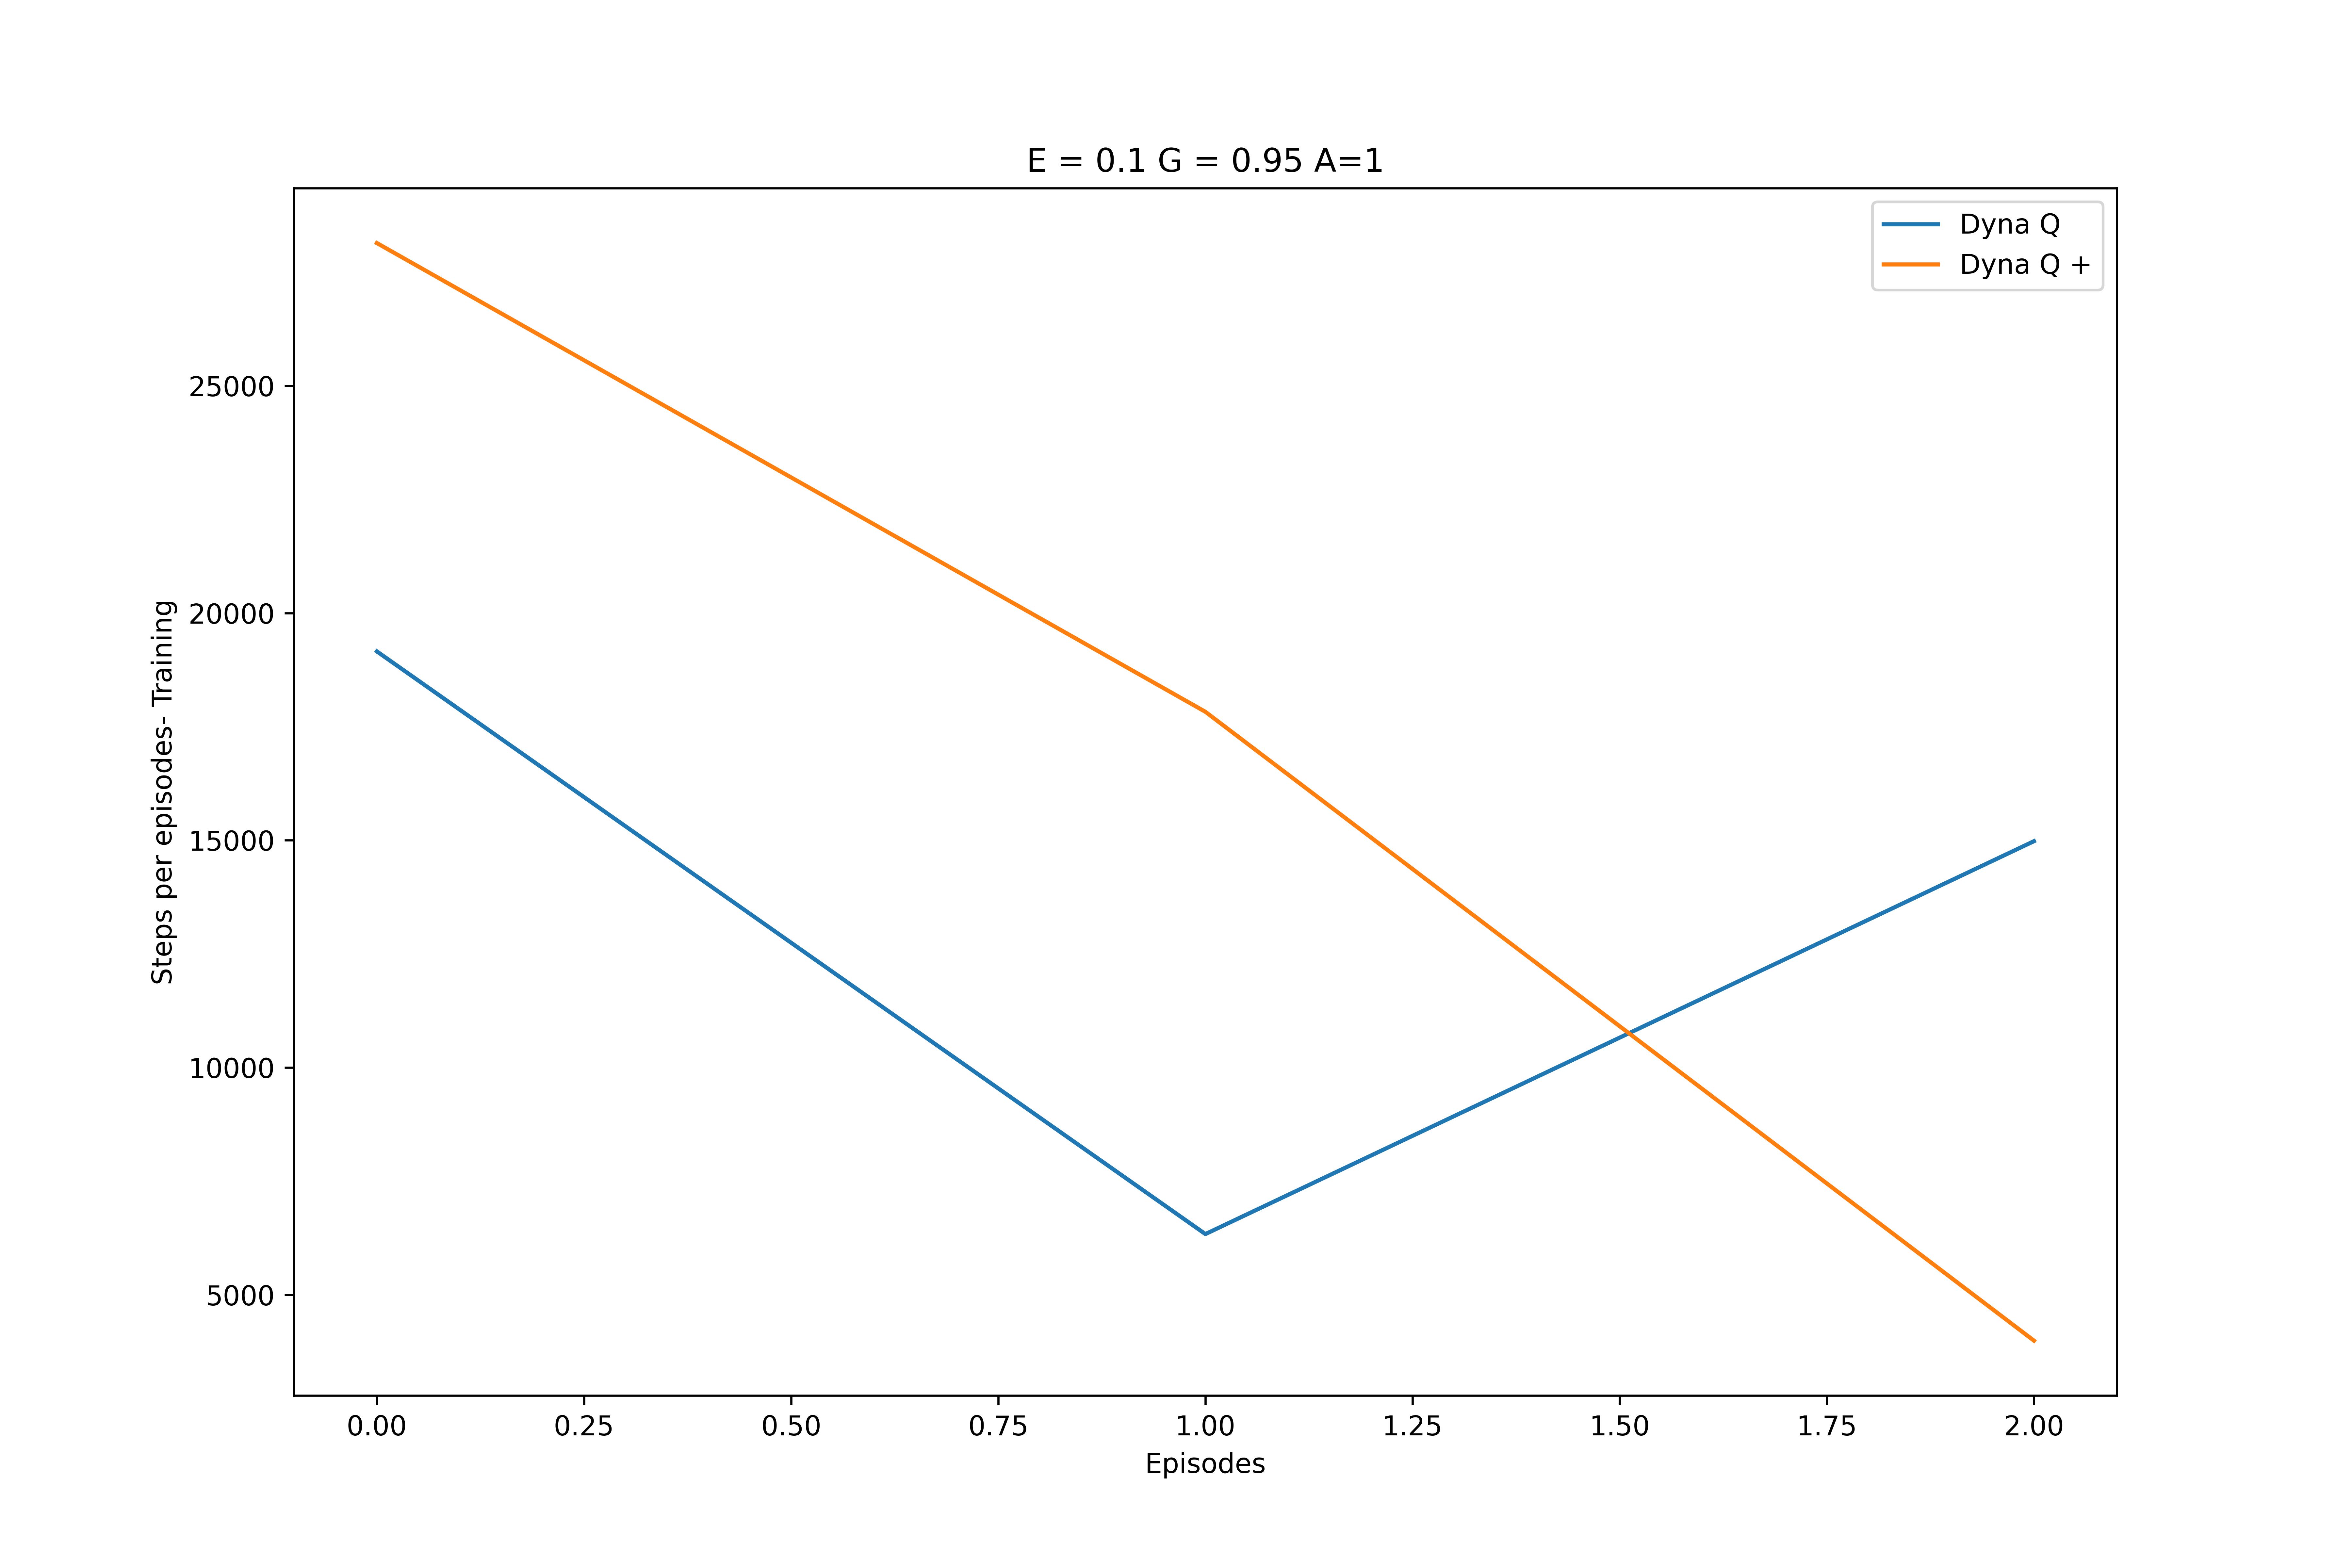 E = 0.1 G = 0.95 A=1
Dyna Q
Dyna Q +
25000
20000
15000
10000
5000
Steps per episodes- Training
0.00 0.25 0.50 0.75 1.00 1.25 1.50 1.75 2.00
Episodes